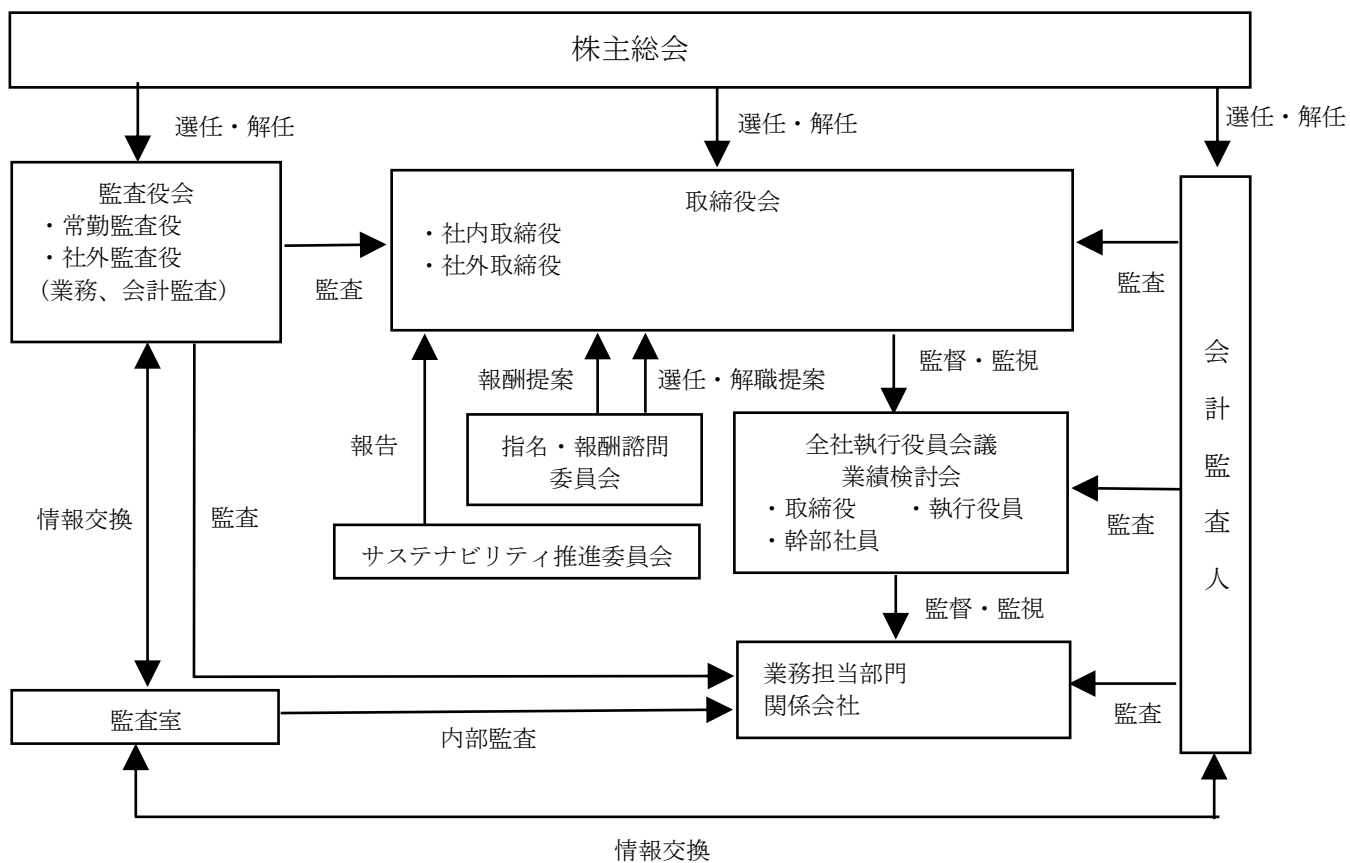 株主総会
選任・解任
選任・解任
選任・解任
監査役会
・常勤監査役
・社外監査役
（業務、会計監査）
監査
取締役会
・社内取締役
・社外取締役
監査
会計監査人
監督・監視
報酬提案
選任・解職提案
報告
指名・報酬諮問
委員会
全社執行役員会議
業績検討会
・取締役　　・執行役員
・幹部社員
監査
情報交換
監査
サステナビリティ推進委員会
監督・監視
業務担当部門
関係会社
監査
監査室
内部監査
情報交換